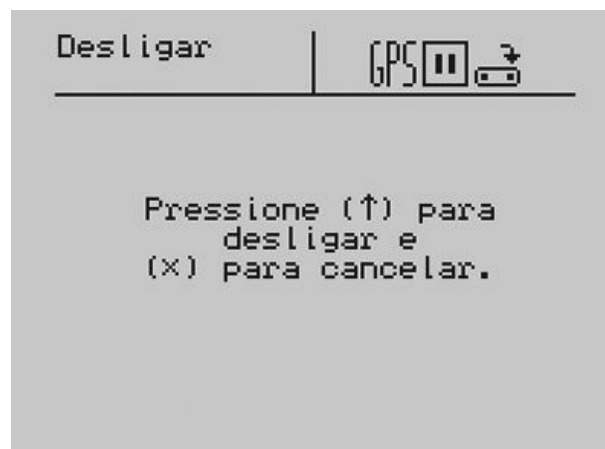 Desligar
GPS
Pressione (↑) para
desligar e
(×) para cancelar.